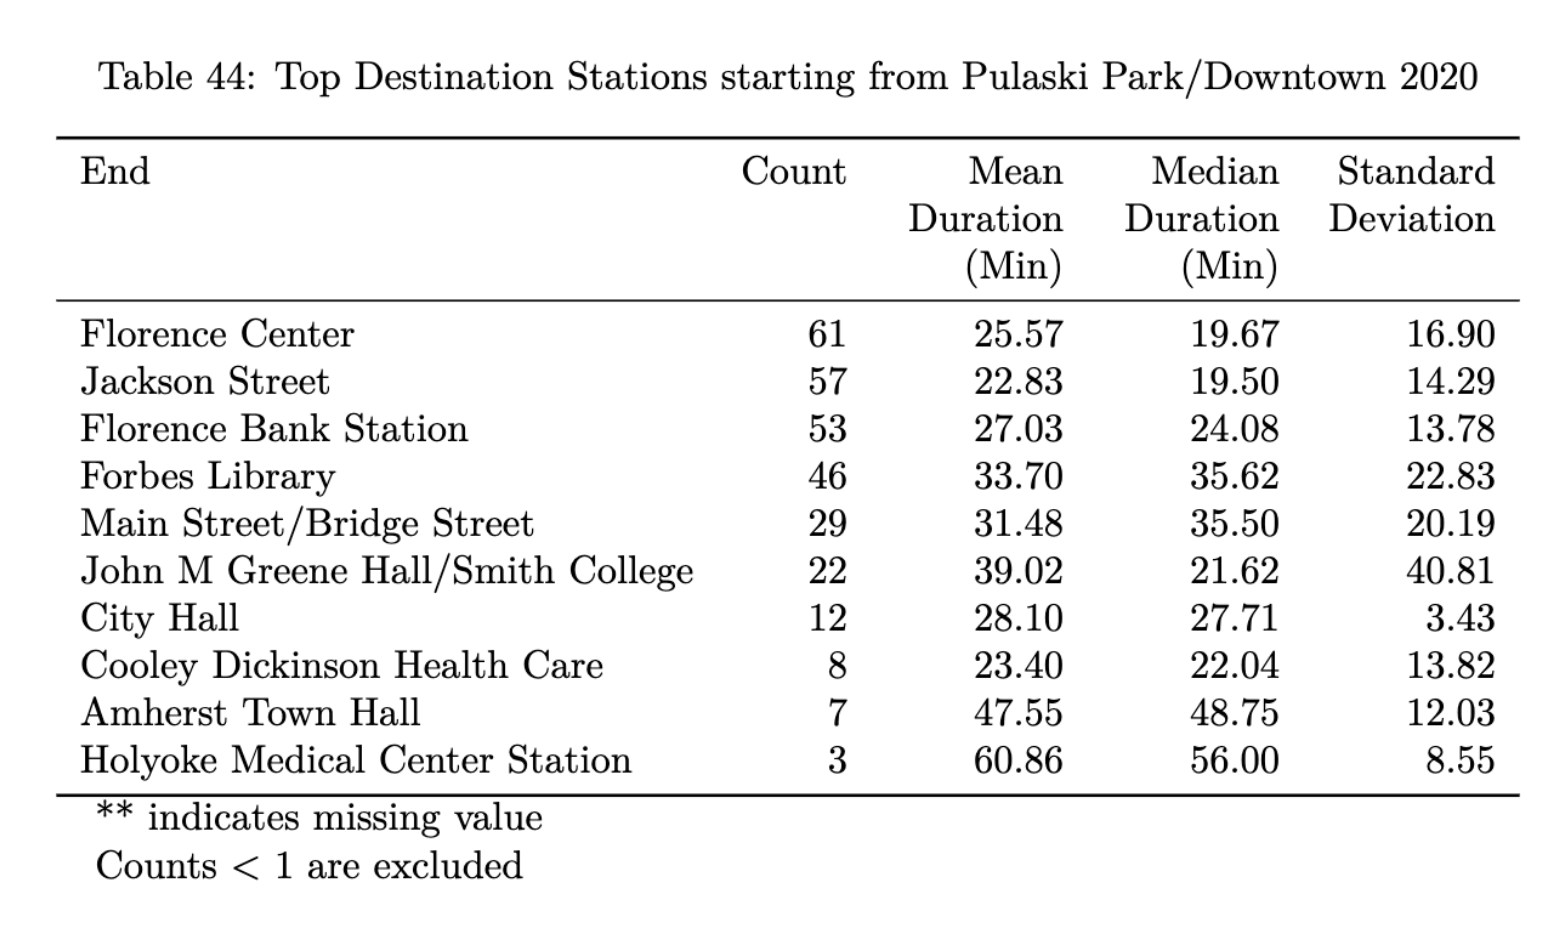 Table 44: Top Destination Stations starting from Pulaski Park/Downtown 2020
End Count Mean Median Standard
Duration Duration Deviation
(Min) (Min)
Florence Center 61 25.57 19.67 16.90
Jackson Street 57 22.83 19.50 14.29
Florence Bank Station 53 27.03 24.08 13.78
Forbes Library 46 33.70 35.62 22.83
Main Street/Bridge Street 29 31.48 35.50 20.19
John M Greene Hall/Smith College 22 39.02 21.62 40.81
City Hall 12 28.10 27.71 3.43
Cooley Dickinson Health Care 8 23.40 22.04 13.82
Amherst Town Hall 7 47.55 48.75 12.03
Holyoke Medical Center Station 3 60.86 56.00 8.55
** indicates missing value
Counts < 1 are excluded